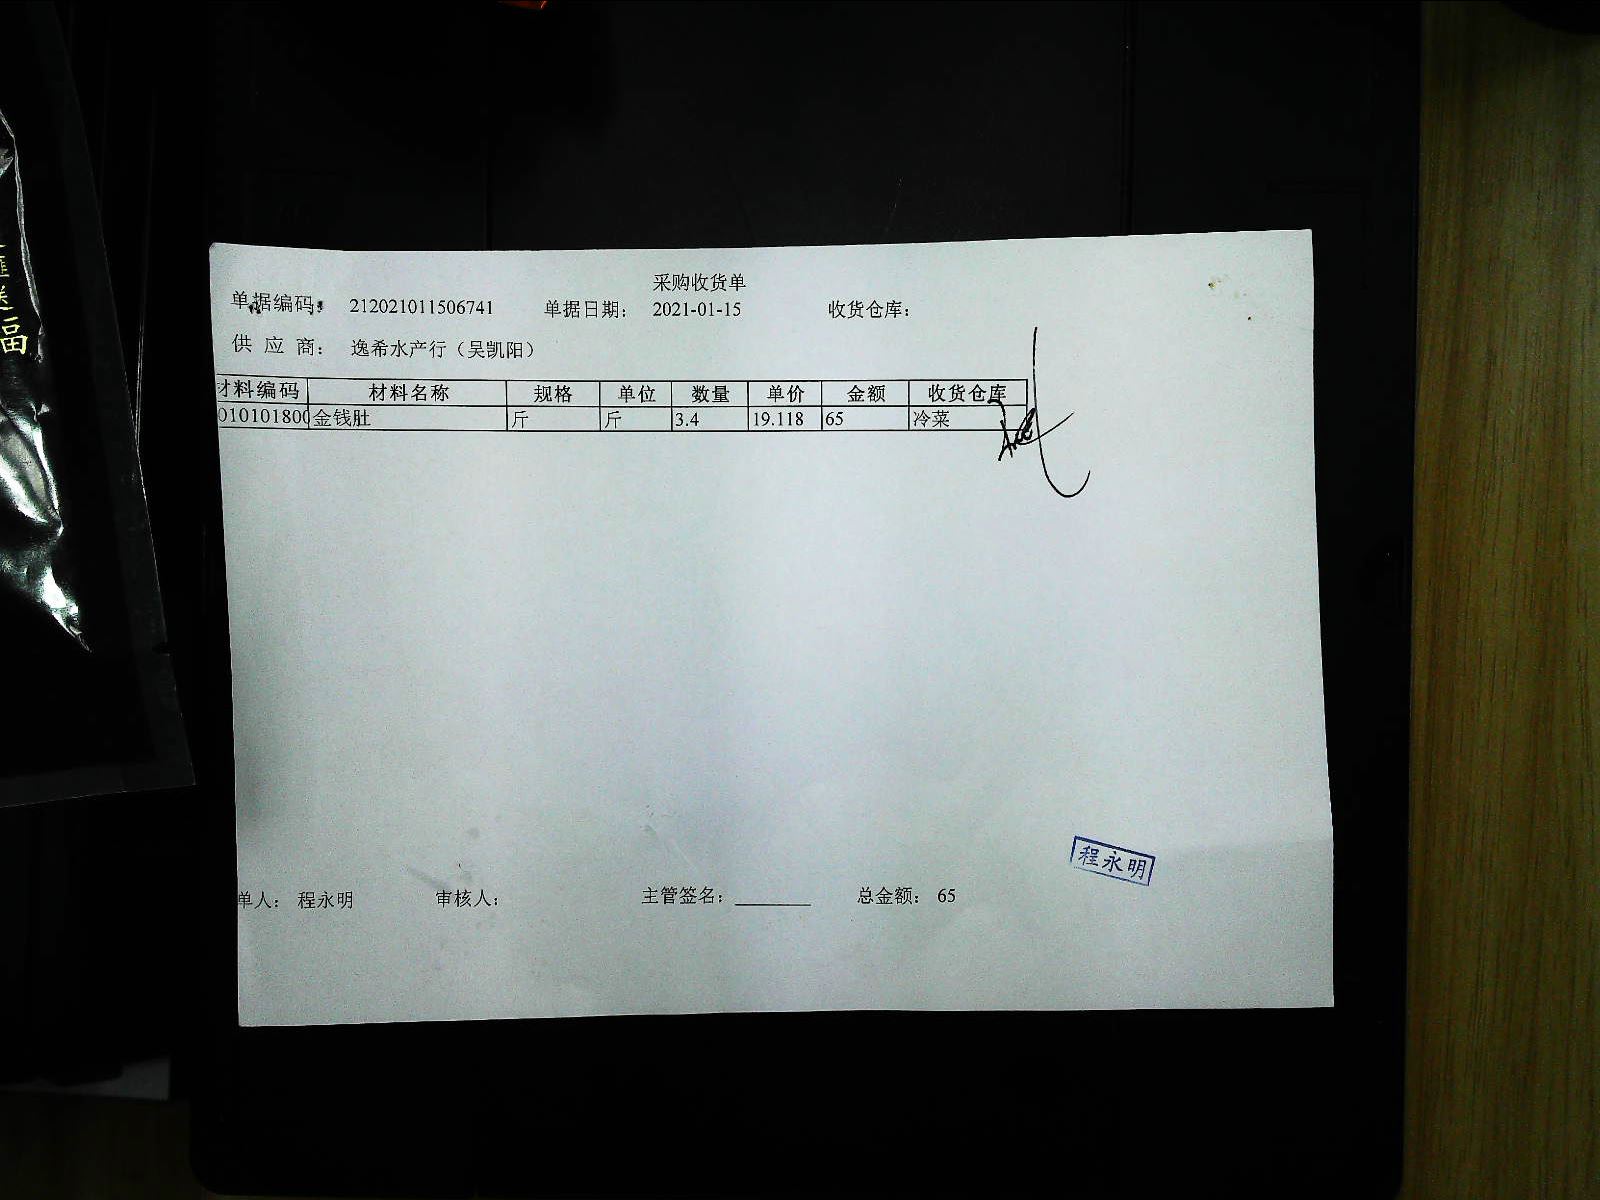 采购收货单
单据编码: 212021011506741 单据日期: 2021-01-15 收货仓库:
供 应 商: 逸希水产行（吴凯阳）
材料编码 材料名称 规格 单位 数量 单价 金额 收货仓库
010101800 金钱肚 斤 斤 3.4 19.118 65 冷菜
程永明
单人: 程永明 审核人: 主管签名: ________ 总金额: 65
送
福